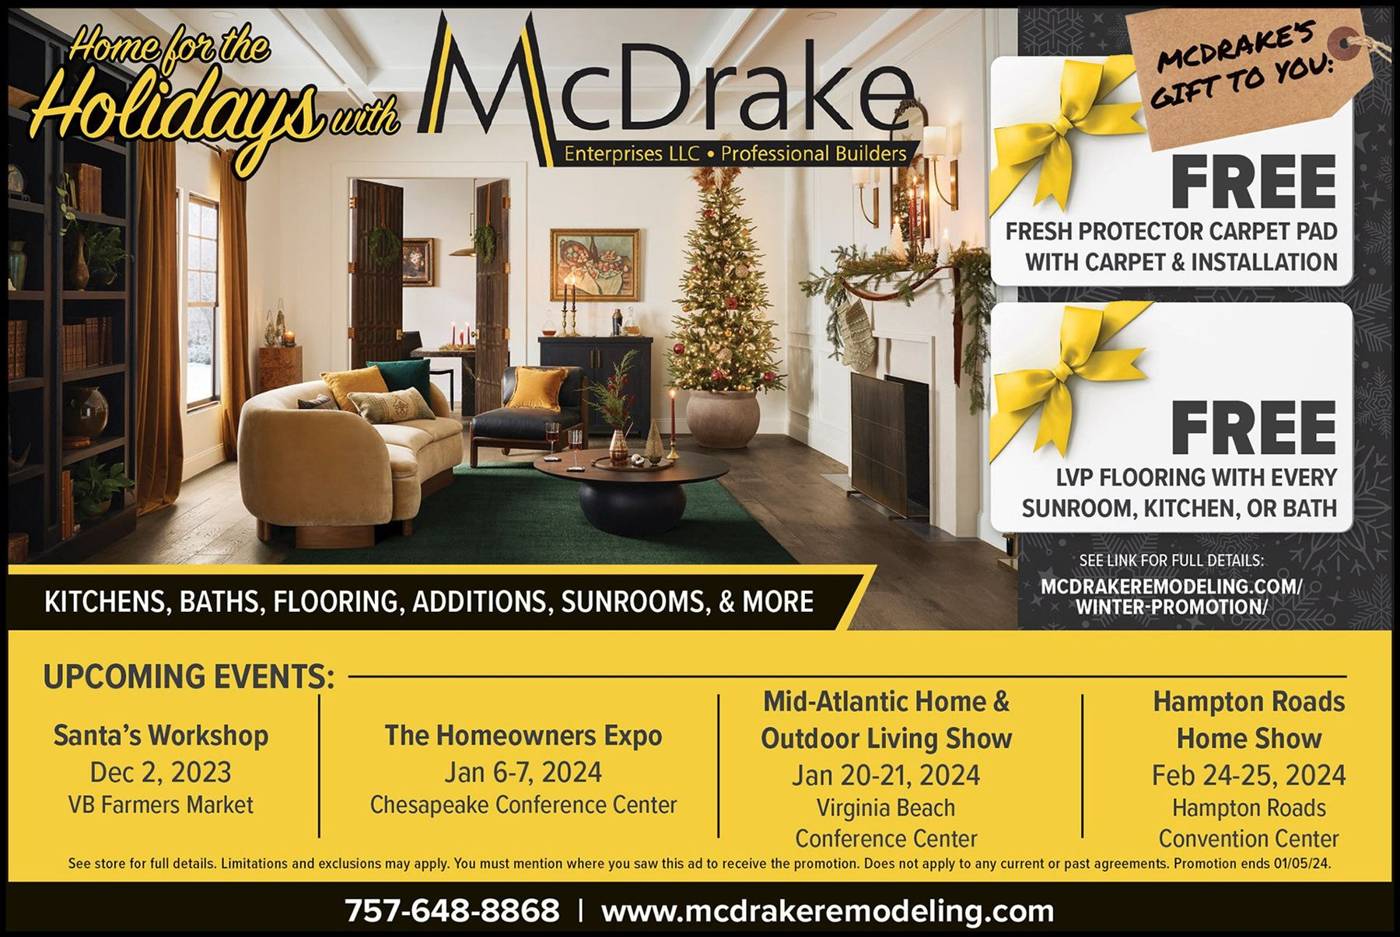 Home for the
Holidays with
McDrake
Enterprises LLC • Professional Builders
MCDRAKE'S
GIFT TO YOU:
FREE
FRESH PROTECTOR CARPET PAD
WITH CARPET & INSTALLATION
FREE
LVP FLOORING WITH EVERY
SUNROOM, KITCHEN, OR BATH
SEE LINK FOR FULL DETAILS:
MCDRAKEREMODELING.COM/
WINTER-PROMOTION/
KITCHENS, BATHS, FLOORING, ADDITIONS, SUNROOMS, & MORE
UPCOMING EVENTS:
Santa's Workshop
Dec 2, 2023
VB Farmers Market
The Homeowners Expo
Jan 6-7, 2024
Chesapeake Conference Center
Mid-Atlantic Home &
Outdoor Living Show
Jan 20-21, 2024
Virginia Beach
Conference Center
Hampton Roads
Home Show
Feb 24-25, 2024
Hampton Roads
Convention Center
See store for full details. Limitations and exclusions may apply. You must mention where you saw this ad to receive the promotion. Does not apply to any current or past agreements. Promotion ends 01/05/24.
757-648-8868 | www.mcdrakeremodeling.com